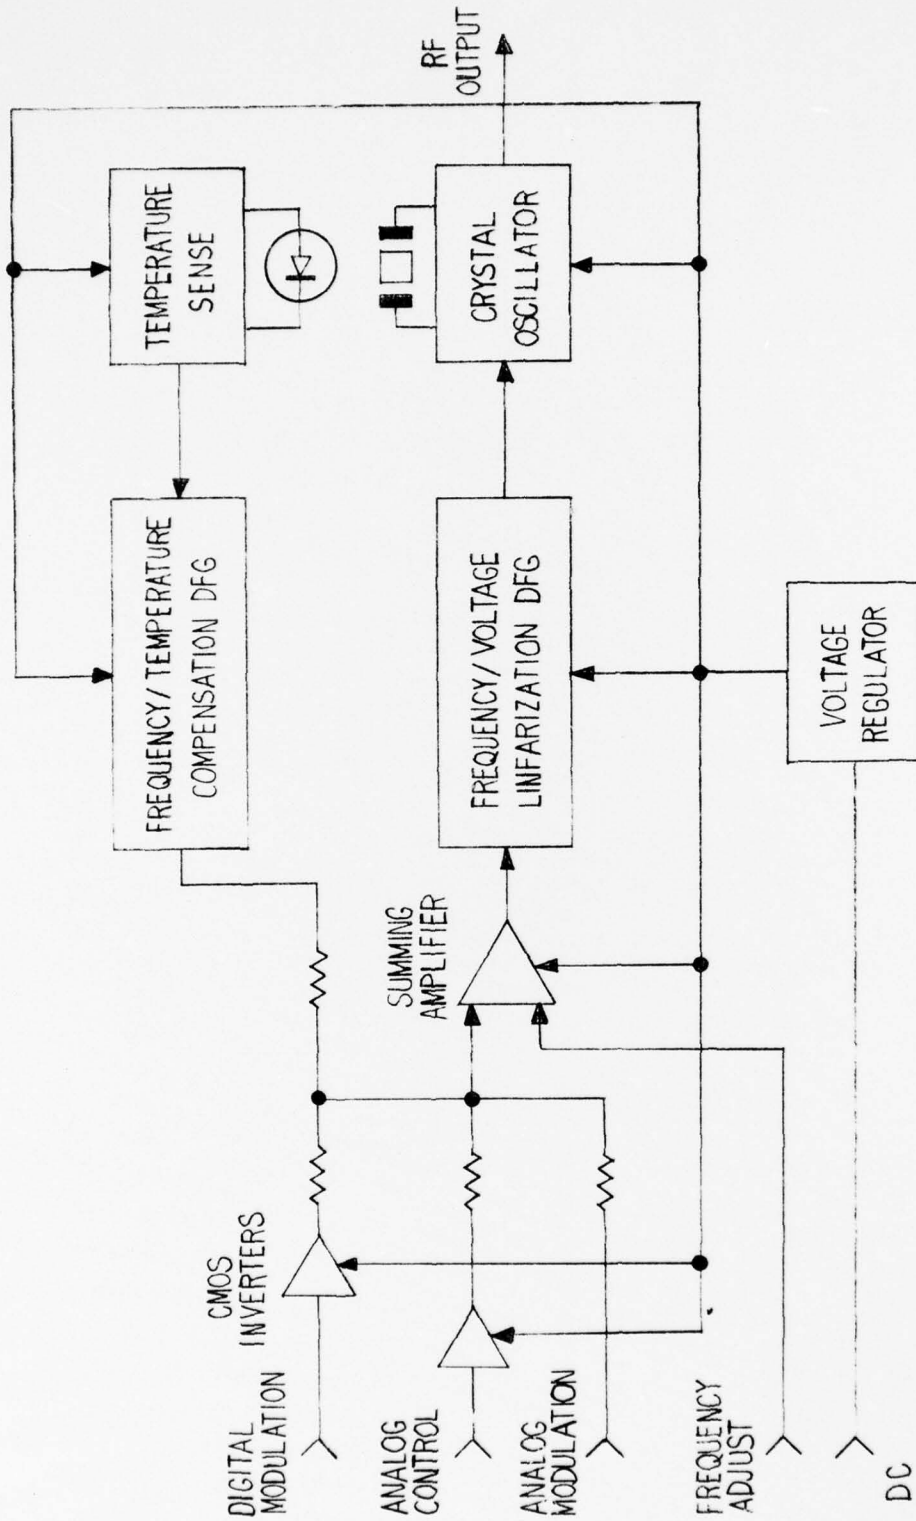 DIGITAL
MODULATION
CMOS
INVERTERS
ANALOG
CONTROL
ANALOG
MODULATION
FREQUENCY
ADJUST
DC
SUMMING
AMPLIFIER
FREQUENCY/TEMPERATURE
COMPENSATION DFG
TEMPERATURE
SENSE
FREQUENCY/VOLTAGE
LINFARIZATION DFG
CRYSTAL
OSCILLATOR
RF
OUTPUT
VOLTAGE
REGULATOR